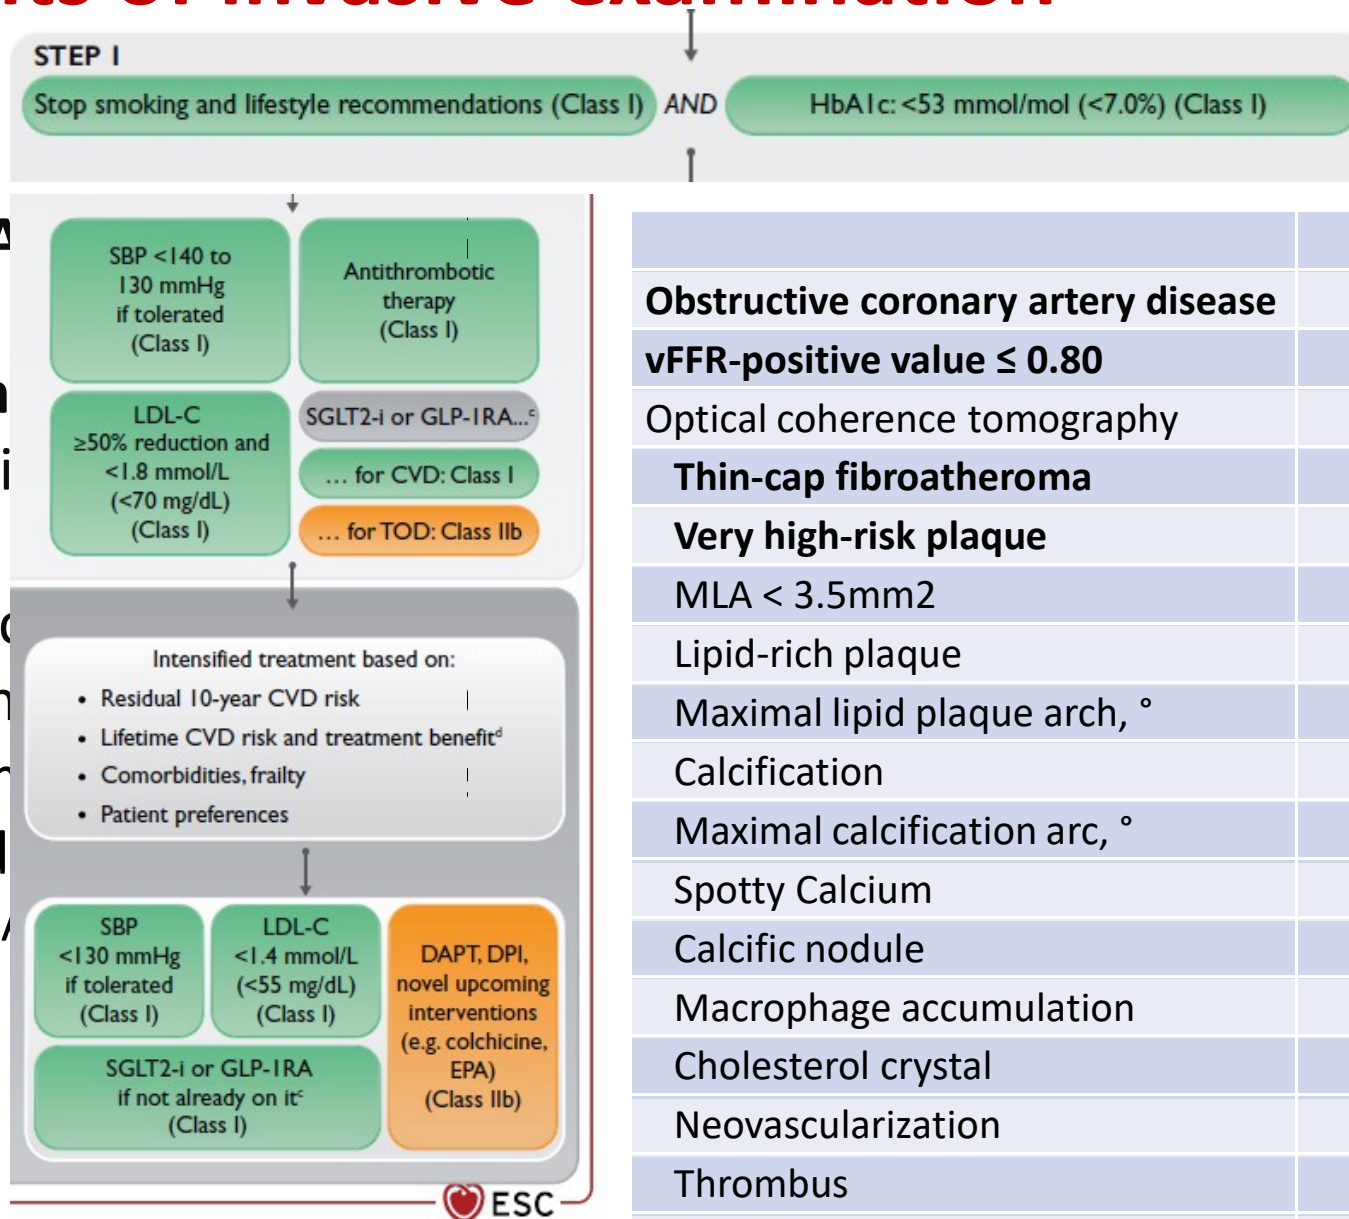 of invasive examination
STEP I
Stop smoking and lifestyle recommendations (Class I) AND HbA1c: <53 mmol/mol (<7.0%) (Class I)
SBP <140 to
130 mmHg
if tolerated
(Class I)
Antithrombotic
therapy
(Class I)
LDL-C
≥50% reduction and
<1.8 mmol/L
(<70 mg/dL)
(Class I)
SGLT2-i or GLP-1RA...ᶜ
... for CVD: Class I
... for TOD: Class IIb
Intensified treatment based on:
• Residual 10-year CVD risk
• Lifetime CVD risk and treatment benefitᵈ
• Comorbidities, frailty
• Patient preferences
SBP
<130 mmHg
if tolerated
(Class I)
LDL-C
<1.4 mmol/L
(<55 mg/dL)
(Class I)
DAPT, DPI,
novel upcoming
interventions
(e.g. colchicine,
EPA)
(Class IIb)
SGLT2-i or GLP-1RA
if not already on itᶜ
(Class I)
ESC
Obstructive coronary artery disease
vFFR-positive value ≤ 0.80
Optical coherence tomography
Thin-cap fibroatheroma
Very high-risk plaque
MLA < 3.5mm2
Lipid-rich plaque
Maximal lipid plaque arch, °
Calcification
Maximal calcification arc, °
Spotty Calcium
Calcific nodule
Macrophage accumulation
Cholesterol crystal
Neovascularization
Thrombus